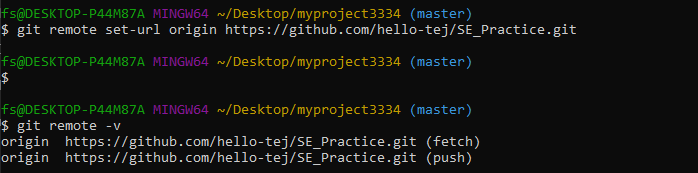 fs@DESKTOP-P44M87A MINGW64 ~/Desktop/myproject3334 (master)
$ git remote set-url origin https://github.com/hello-tej/SE_Practice.git
fs@DESKTOP-P44M87A MINGW64 ~/Desktop/myproject3334 (master)
$
fs@DESKTOP-P44M87A MINGW64 ~/Desktop/myproject3334 (master)
$ git remote -v
origin  https://github.com/hello-tej/SE_Practice.git (fetch)
origin  https://github.com/hello-tej/SE_Practice.git (push)